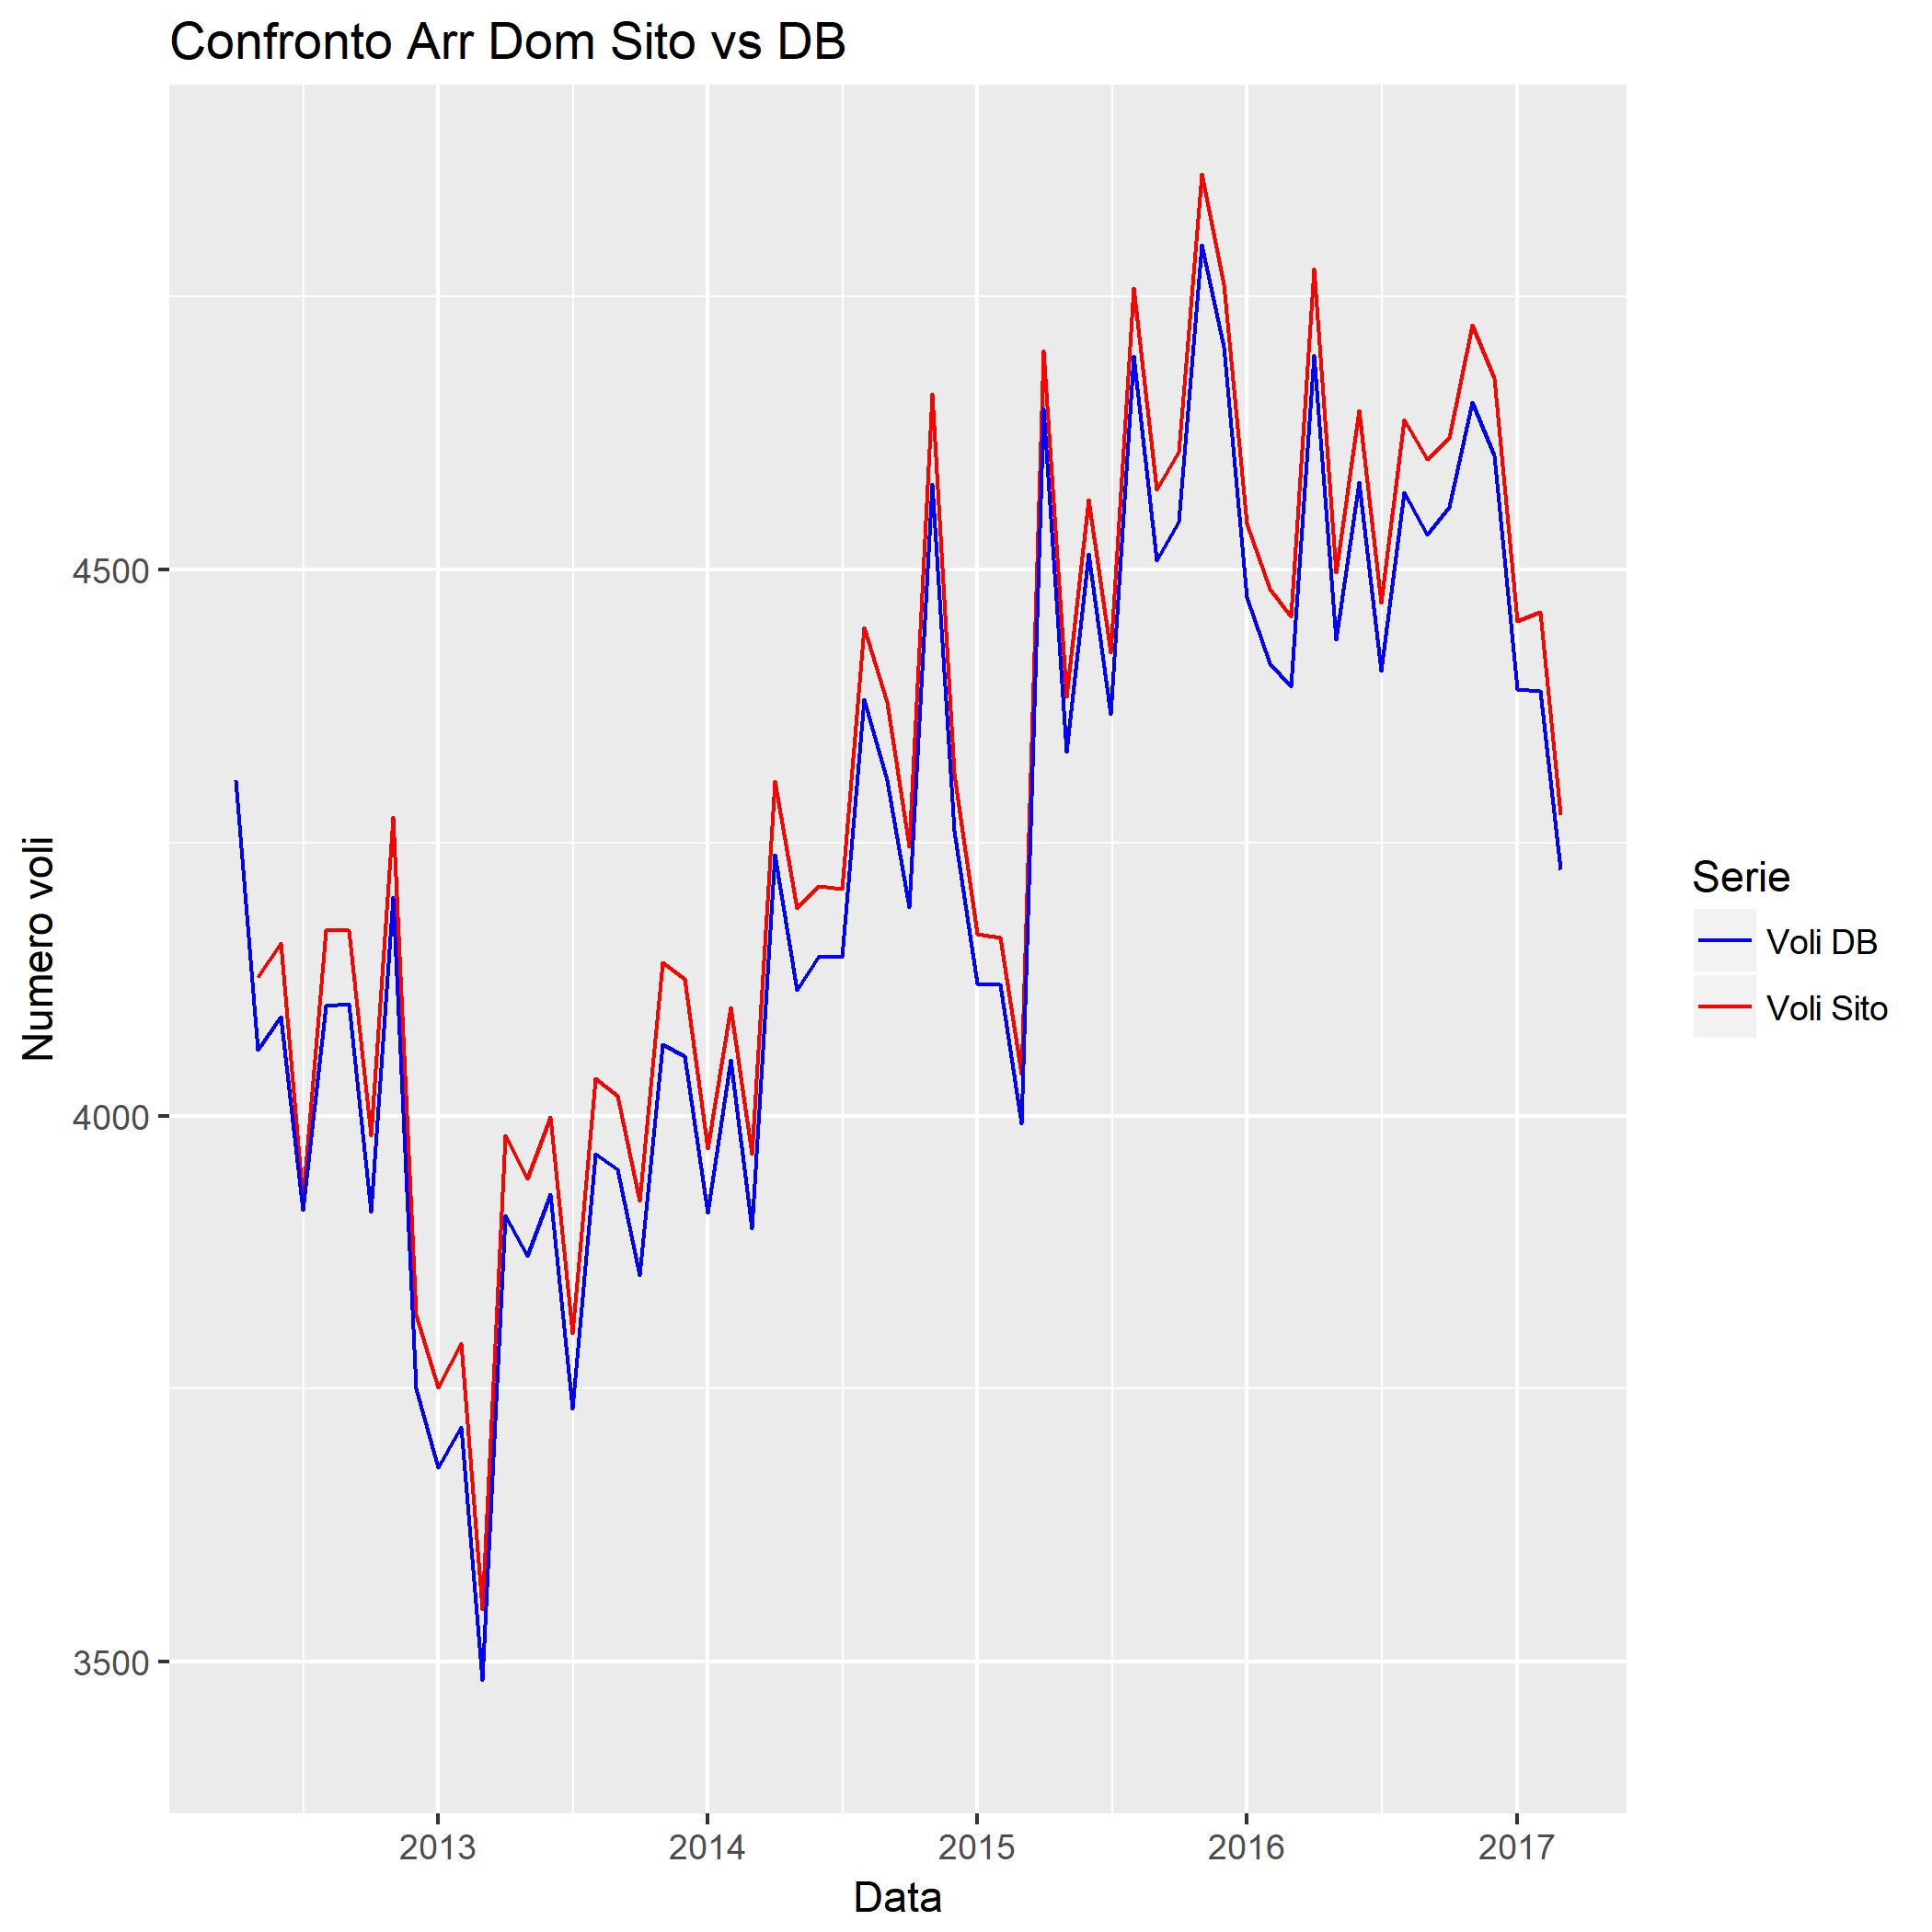 Confronto Arr Dom Sito vs DB
Numero voli
4500
4000
3500
2013 2014 2015 2016 2017
Data
Serie
Voli DB
Voli Sito